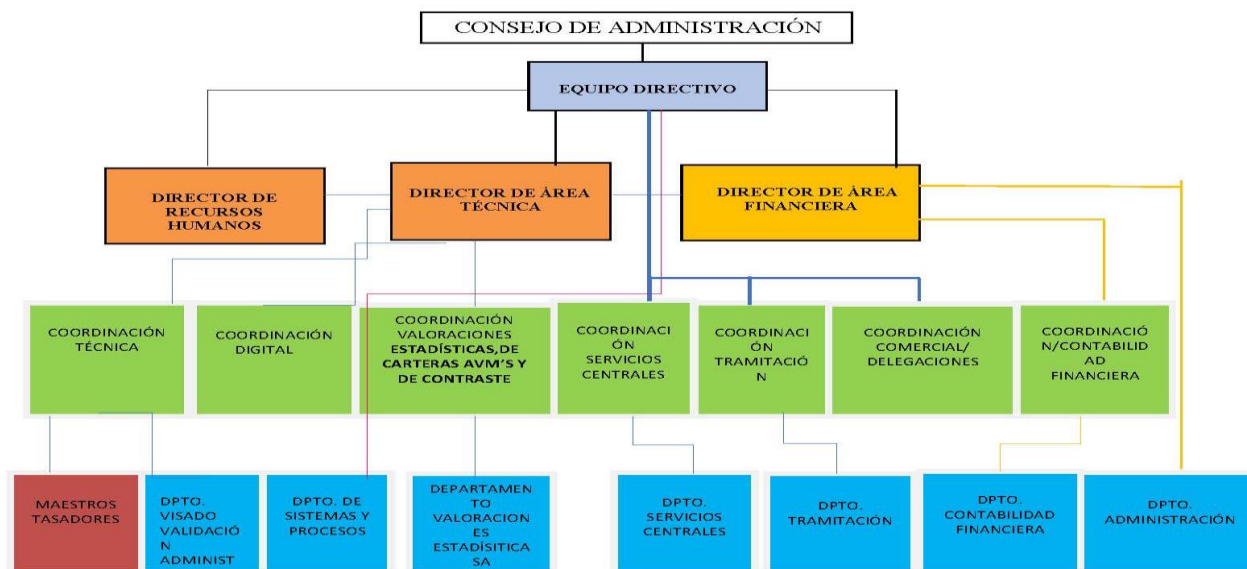 CONSEJO DE ADMINISTRACIÓN
EQUIPO DIRECTIVO
DIRECTOR DE
RECURSOS
HUMANOS
DIRECTOR DE ÁREA
TÉCNICA
DIRECTOR DE ÁREA
FINANCIERA
COORDINACIÓN
TÉCNICA
COORDINACIÓN
DIGITAL
COORDINACIÓN
VALORACIONES
ESTADÍSTICAS,DE
CARTERAS AVM'S Y
DE CONTRASTE
COORDINACI
ÓN
SERVICIOS
CENTRALES
COORDINACI
ÓN
TRAMITACIÓ
N
COORDINACIÓN
COMERCIAL/
DELEGACIONES
COORDINACIÓ
N/CONTABILID
AD
FINANCIERA
MAESTROS
TASADORES
DPTO.
VISADO
VALIDACIÓ
N
ADMINIST
DPTO. DE
SISTEMAS Y
PROCESOS
DEPARTAME
NTO
VALORACION
ES
ESTADÍSITICA
SA
DPTO.
SERVICIOS
CENTRALES
DPTO.
TRAMITACIÓN
DPTO.
CONTABILIDAD
FINANCIERA
DPTO.
ADMINISTRACIÓN